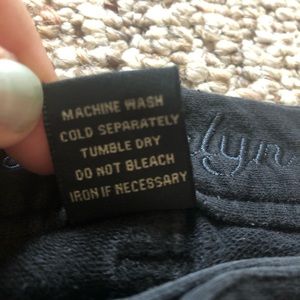 MACHINE WASH
COLD SEPARATELY
TUMBLE DRY
DO NOT BLEACH
IRON IF NECESSARY